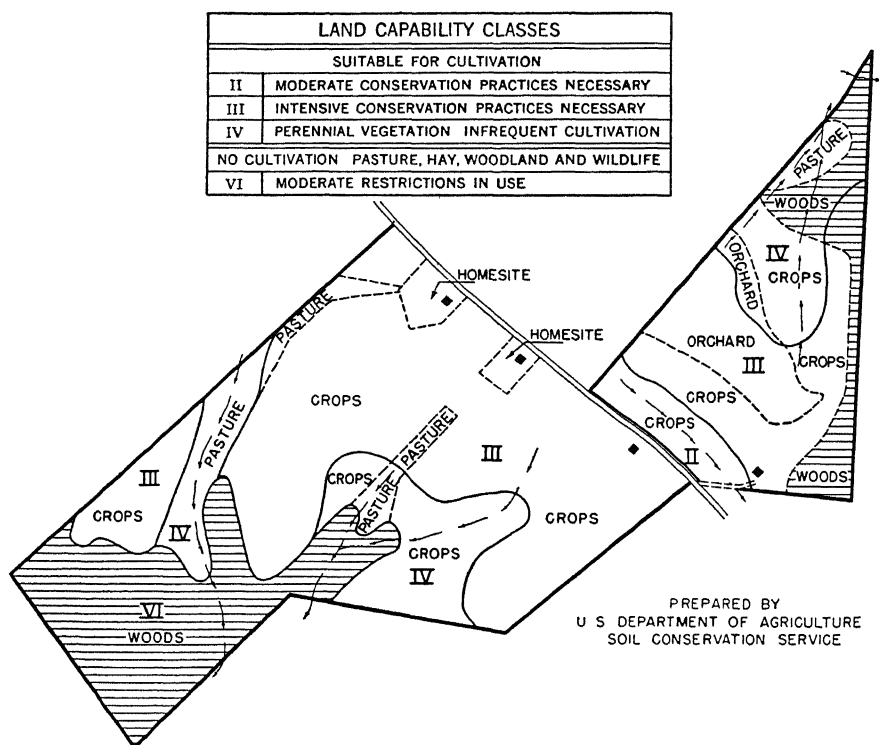 LAND CAPABILITY CLASSES
SUITABLE FOR CULTIVATION
II MODERATE CONSERVATION PRACTICES NECESSARY
III INTENSIVE CONSERVATION PRACTICES NECESSARY
IV PERENNIAL VEGETATION INFREQUENT CULTIVATION
NO CULTIVATION PASTURE, HAY, WOODLAND AND WILDLIFE
VI MODERATE RESTRICTIONS IN USE
PASTURE
WOODS
IV
CROPS
ORCHARD
ORCHARD
III
CROPS
CROPS
CROPS
II
WOODS
HOMESITE
HOMESITE
PASTURE
CROPS
PASTURE
PASTURE
III
III
CROPS
PASTURE
CROPS
CROPS
IV
CROPS
IV
VI
WOODS
PREPARED BY
U S DEPARTMENT OF AGRICULTURE
SOIL CONSERVATION SERVICE